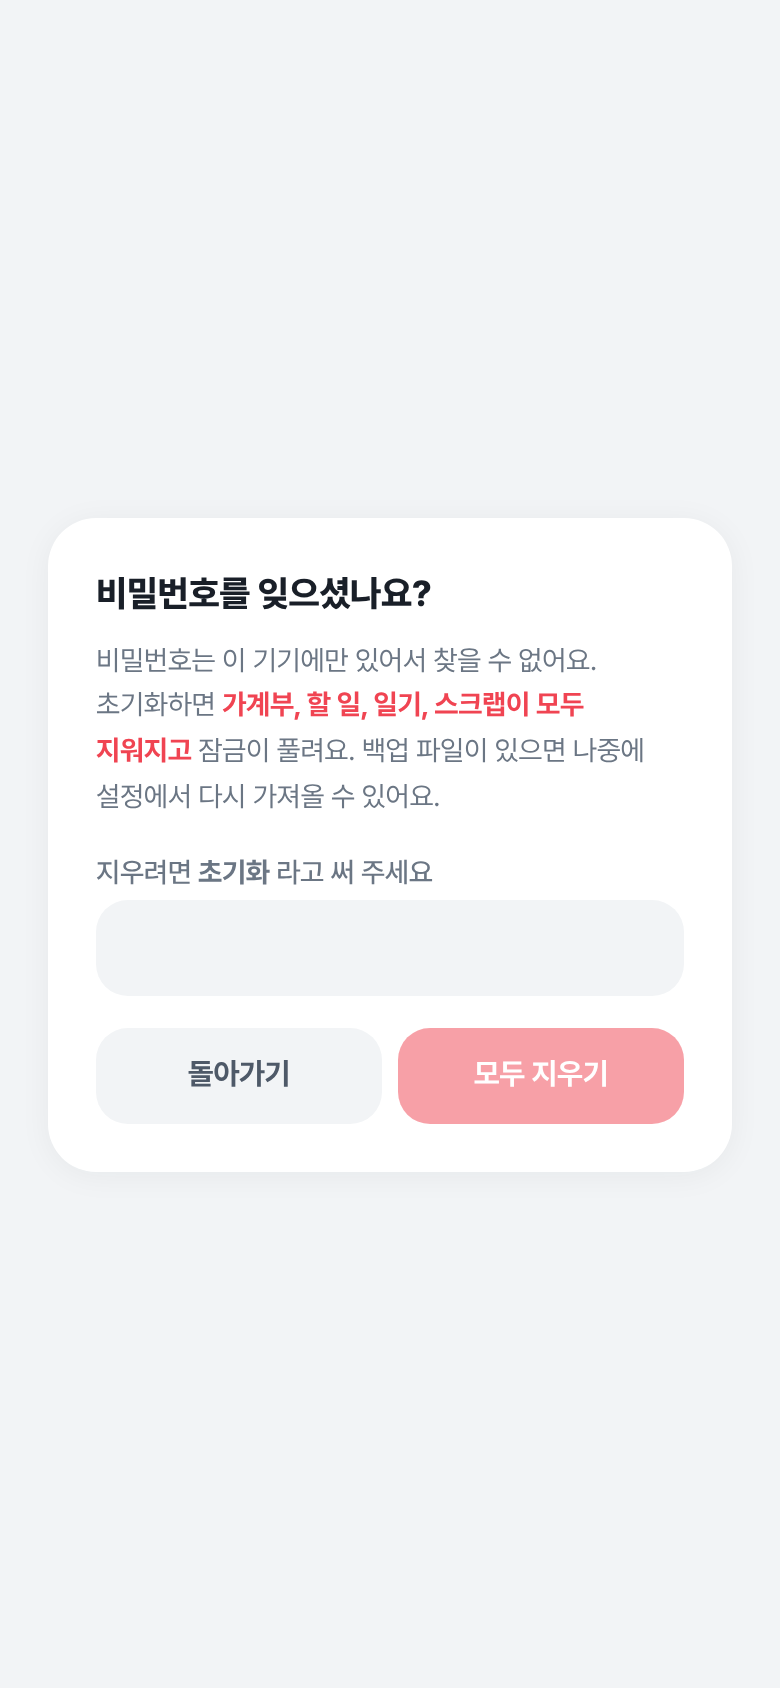 비밀번호를 잊으셨나요?
비밀번호는 이 기기에만 있어서 찾을 수 없어요.
초기화하면 가계부, 할 일, 일기, 스크랩이 모두
지워지고 잠금이 풀려요. 백업 파일이 있으면 나중에
설정에서 다시 가져올 수 있어요.
지우려면 초기화 라고 써 주세요
돌아가기
모두 지우기